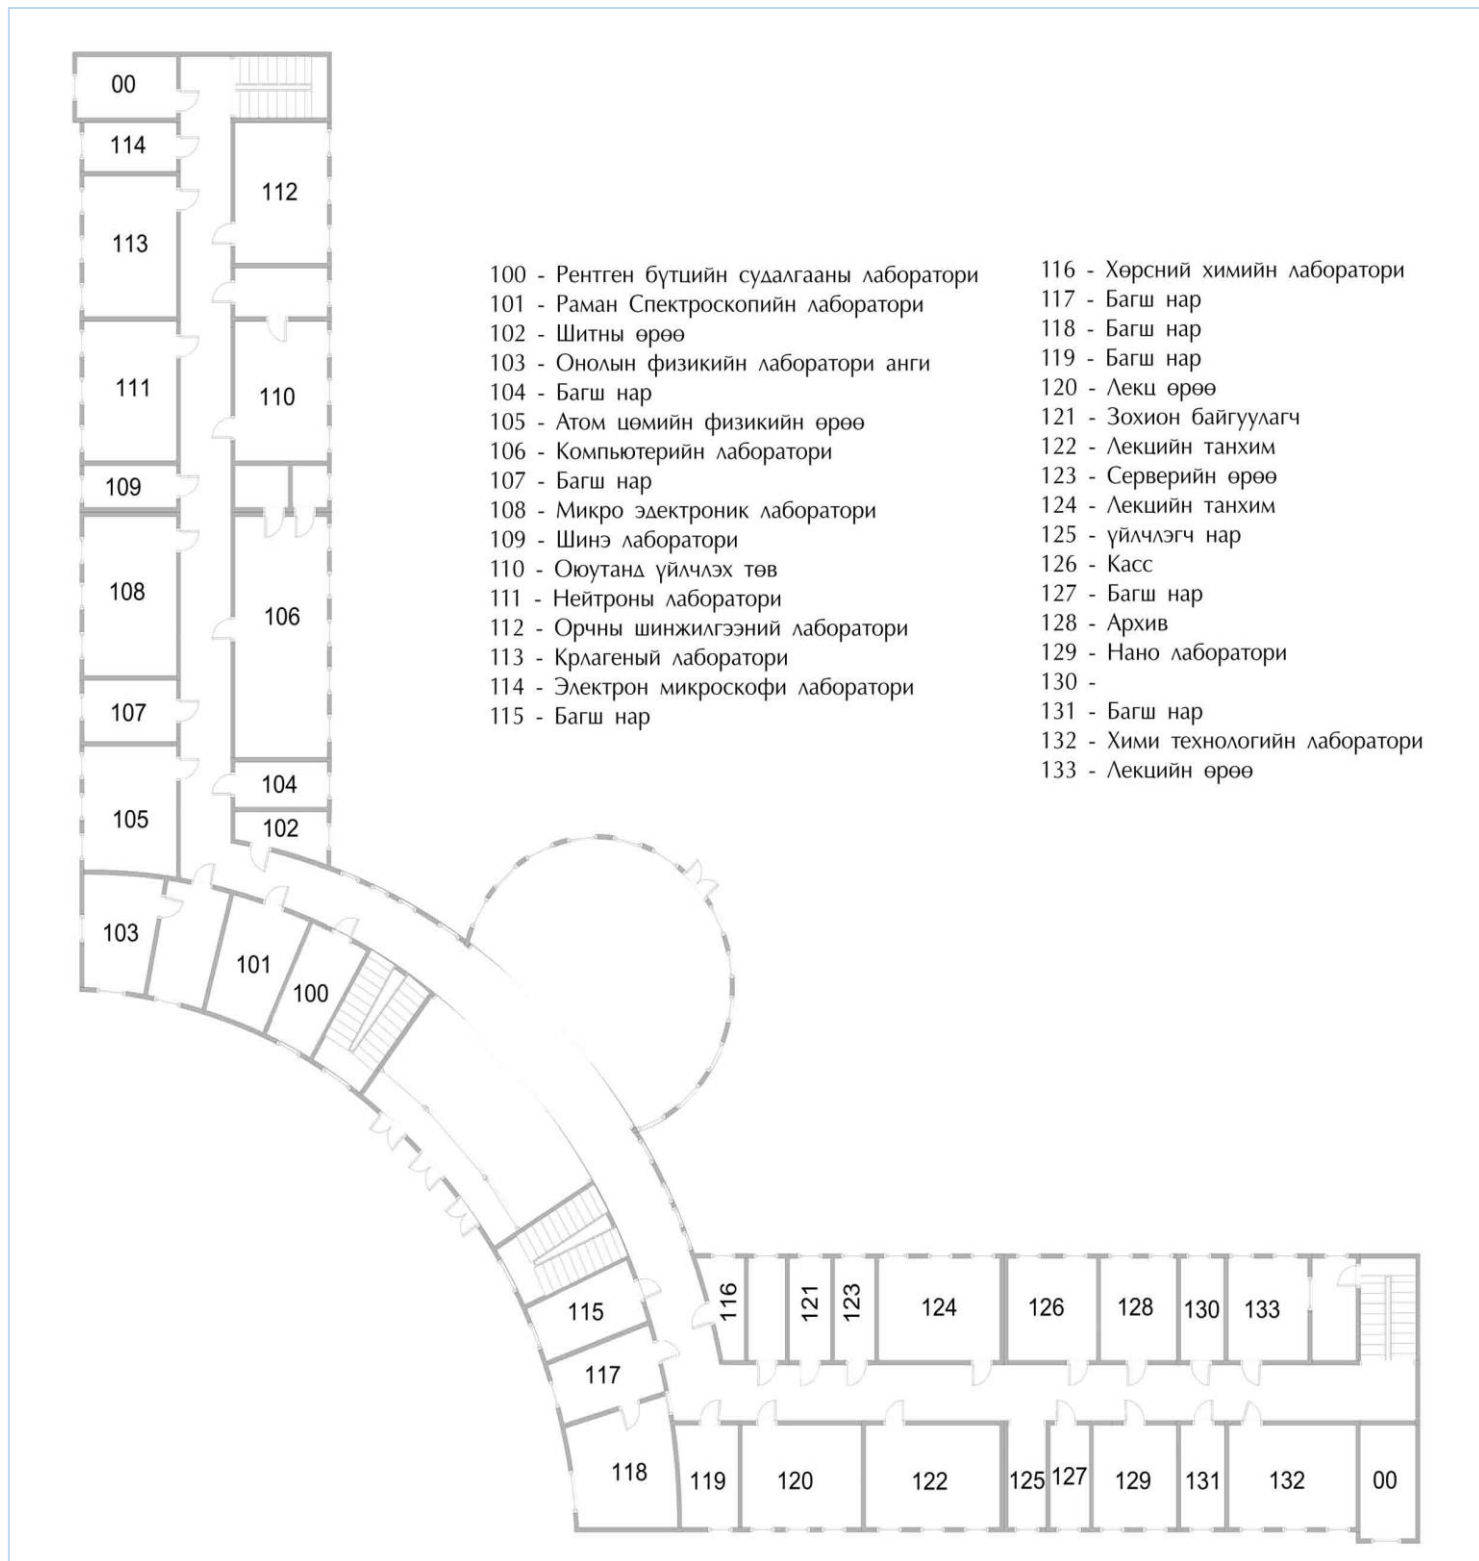 00
114
112
113
111
110
109
108
106
107
104
105
102
103
101
100
100 - Рентген бүтцийн судалгааны лаборатори
101 - Раман Спектроскопийн лаборатори
102 - Шитны өрөө
103 - Онолын физикийн лаборатори анги
104 - Багш нар
105 - Атом цөмийн физикийн өрөө
106 - Компьютерийн лаборатори
107 - Багш нар
108 - Микро эдектроник лаборатори
109 - Шинэ лаборатори
110 - Оюутанд үйлчлэх төв
111 - Нейтроны лаборатори
112 - Орчны шинжилгээний лаборатори
113 - Крлагеный лаборатори
114 - Электрон микроскофи лаборатори
115 - Багш нар
116 - Хөрсний химийн лаборатори
117 - Багш нар
118 - Багш нар
119 - Багш нар
120 - Лекц өрөө
121 - Зохион байгуулагч
122 - Лекцийн танхим
123 - Серверийн өрөө
124 - Лекцийн танхим
125 - үйлчлэгч нар
126 - Касс
127 - Багш нар
128 - Архив
129 - Нано лаборатори
130 -
131 - Багш нар
132 - Хими технологийн лаборатори
133 - Лекцийн өрөө
115
116
121
123
124
126
128
130
133
117
118
119
120
122
125
127
129
131
132
00